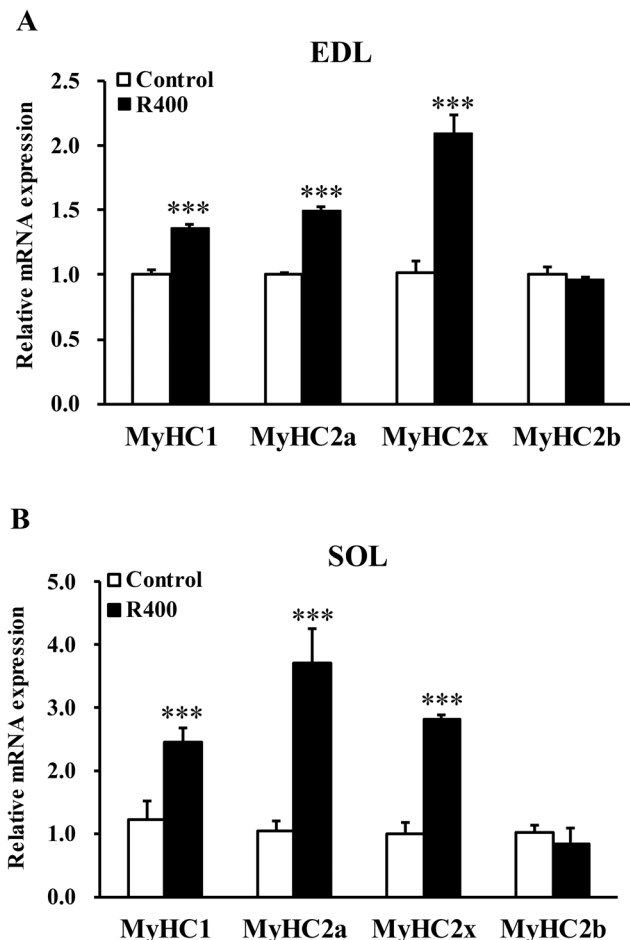 A
EDL
Control
R400
Relative mRNA expression
2.5
2.0
1.5
1.0
0.5
0.0
***
***
***
MyHC1 MyHC2a MyHC2x MyHC2b
B
SOL
Control
R400
Relative mRNA expression
5.0
4.0
3.0
2.0
1.0
0.0
***
***
***
MyHC1 MyHC2a MyHC2x MyHC2b